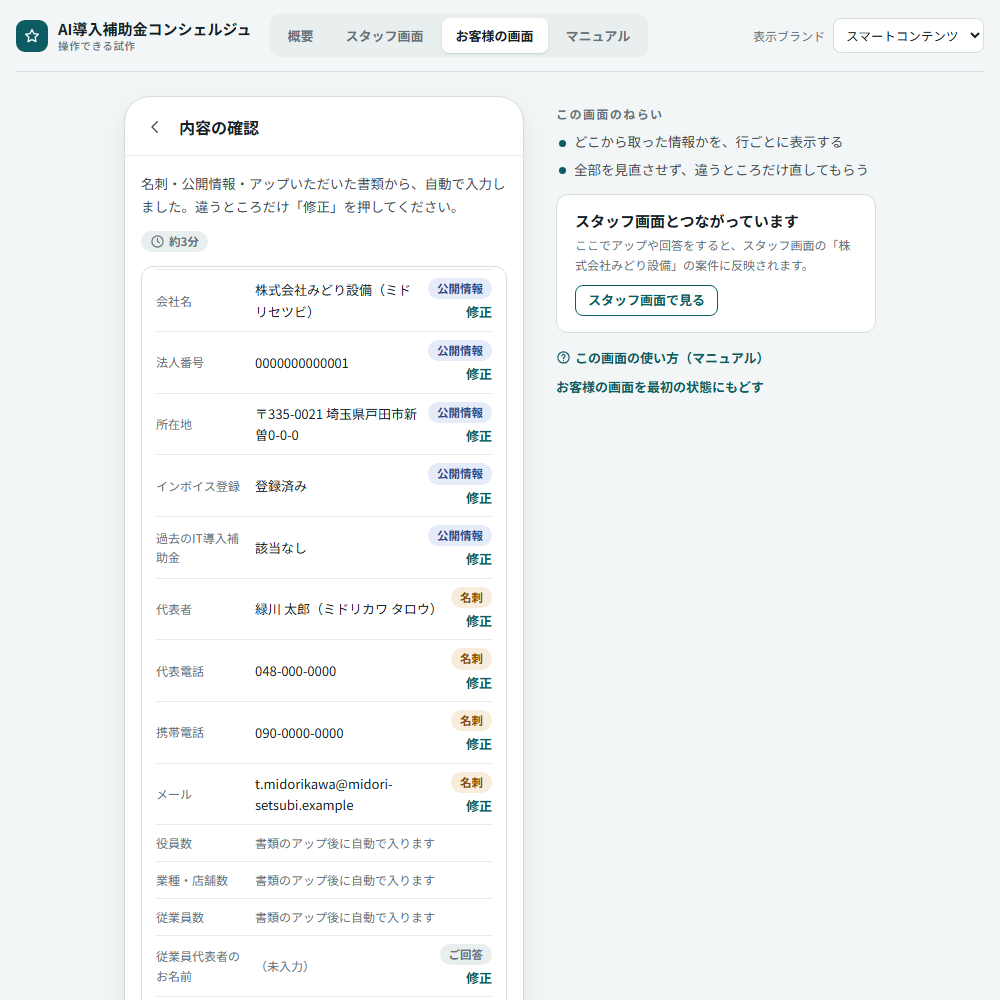 AI導入補助金コンシェルジュ
操作できる試作
概要
スタッフ画面
お客様の画面
マニュアル
表示ブランド
スマートコンテンツ
内容の確認
名刺・公開情報・アップいただいた書類から、自動で入力し
ました。違うところだけ「修正」を押してください。
約3分
会社名
株式会社みどり設備（ミド
リセツビ）
公開情報
修正
法人番号
0000000000001
公開情報
修正
所在地
〒335-0021 埼玉県戸田市新
曽0-0-0
公開情報
修正
インボイス登録
登録済み
公開情報
修正
過去のIT導入補
助金
該当なし
公開情報
修正
代表者
緑川 太郎（ミドリカワ タロウ）
名刺
修正
代表電話
048-000-0000
名刺
修正
携帯電話
090-0000-0000
名刺
修正
メール
t.midorikawa@midori-
setsubi.example
名刺
修正
役員数
書類のアップ後に自動で入ります
業種・店舗数
書類のアップ後に自動で入ります
従業員数
書類のアップ後に自動で入ります
従業員代表者の
お名前
（未入力）
ご回答
修正
この画面のねらい
どこから取った情報かを、行ごとに表示する
全部を見直させず、違うところだけ直してもらう
スタッフ画面とつながっています
ここでアップや回答をすると、スタッフ画面の「株
式会社みどり設備」の案件に反映されます。
スタッフ画面で見る
この画面の使い方（マニュアル）
お客様の画面を最初の状態にもどす